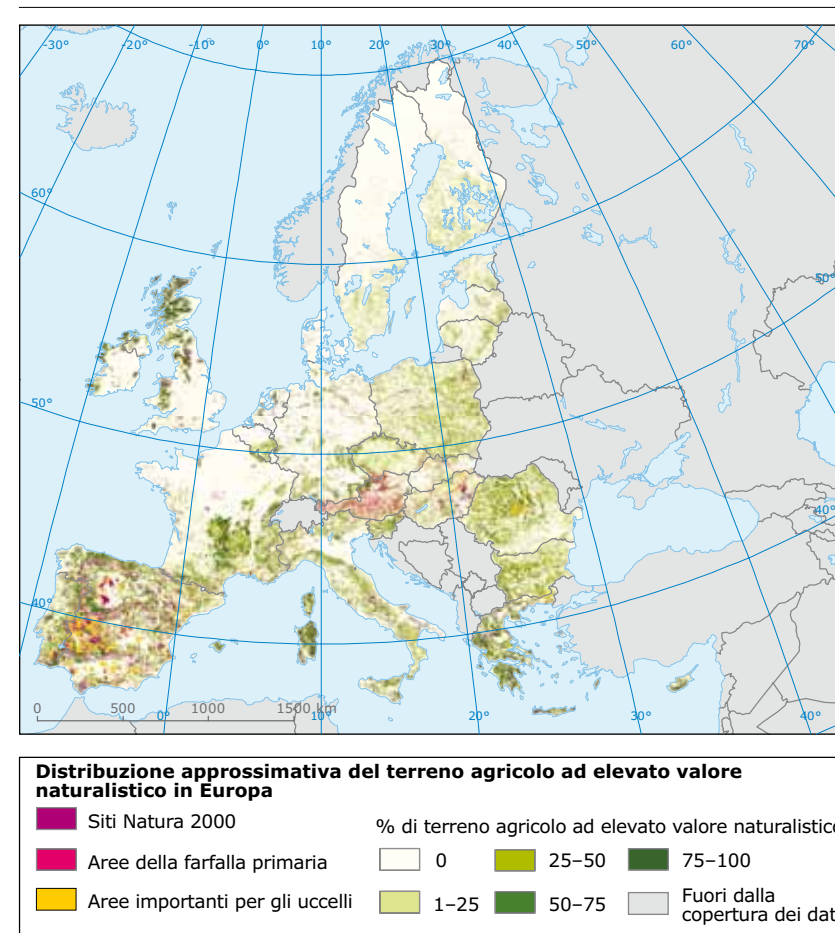 -30° -20° -10° 0° 10° 20° 30° 40° 50° 60° 70°
60°
50°
50°
40°
40°
0 500 1000 1500 km
0° 10° 20° 30° 40°
Distribuzione approssimativa del terreno agricolo ad elevato valore
naturalistico in Europa
Siti Natura 2000
Aree della farfalla primaria
Aree importanti per gli uccelli
% di terreno agricolo ad elevato valore naturalistico
0 25–50 75–100
1–25 50–75 Fuori dalla
copertura dei dat